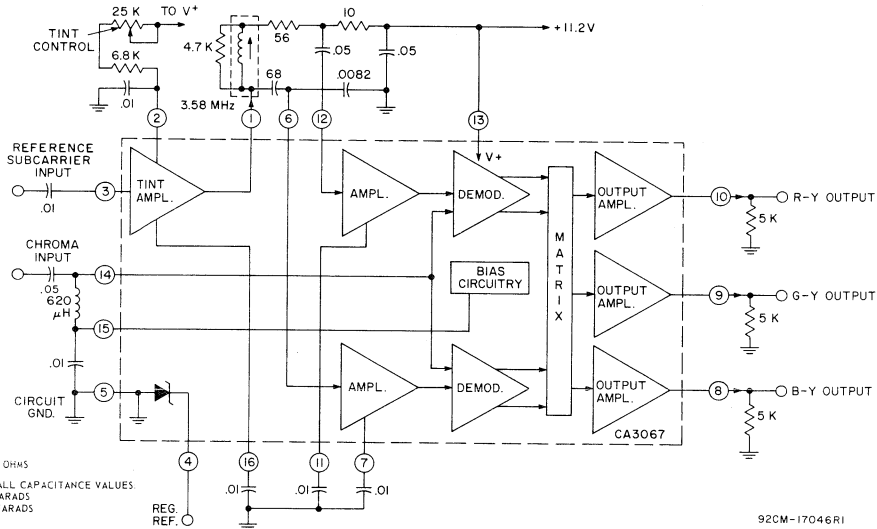 25 K
TO V+
TINT
CONTROL
6.8 K
.01
4.7 K
3.58 MHz
56
10
+11.2V
.05
.05
68
.0082
2
1
6
12
13
REFERENCE
SUBCARRIER
INPUT
.01
3
TINT
AMPL.
AMPL.
V+
DEMOD.
MATRIX
OUTPUT
AMPL.
10
R-Y OUTPUT
5 K
CHROMA
INPUT
.05
14
620
μH
15
BIAS
CIRCUITRY
OUTPUT
AMPL.
9
G-Y OUTPUT
5 K
.01
CIRCUIT
GND.
5
AMPL.
DEMOD.
OUTPUT
AMPL.
8
B-Y OUTPUT
5 K
CA3067
4
16
11
7
OHMS
ALL CAPACITANCE VALUES
ARADS
ARADS
REG.
REF.
.01
.01
.01
92CM-17046R1